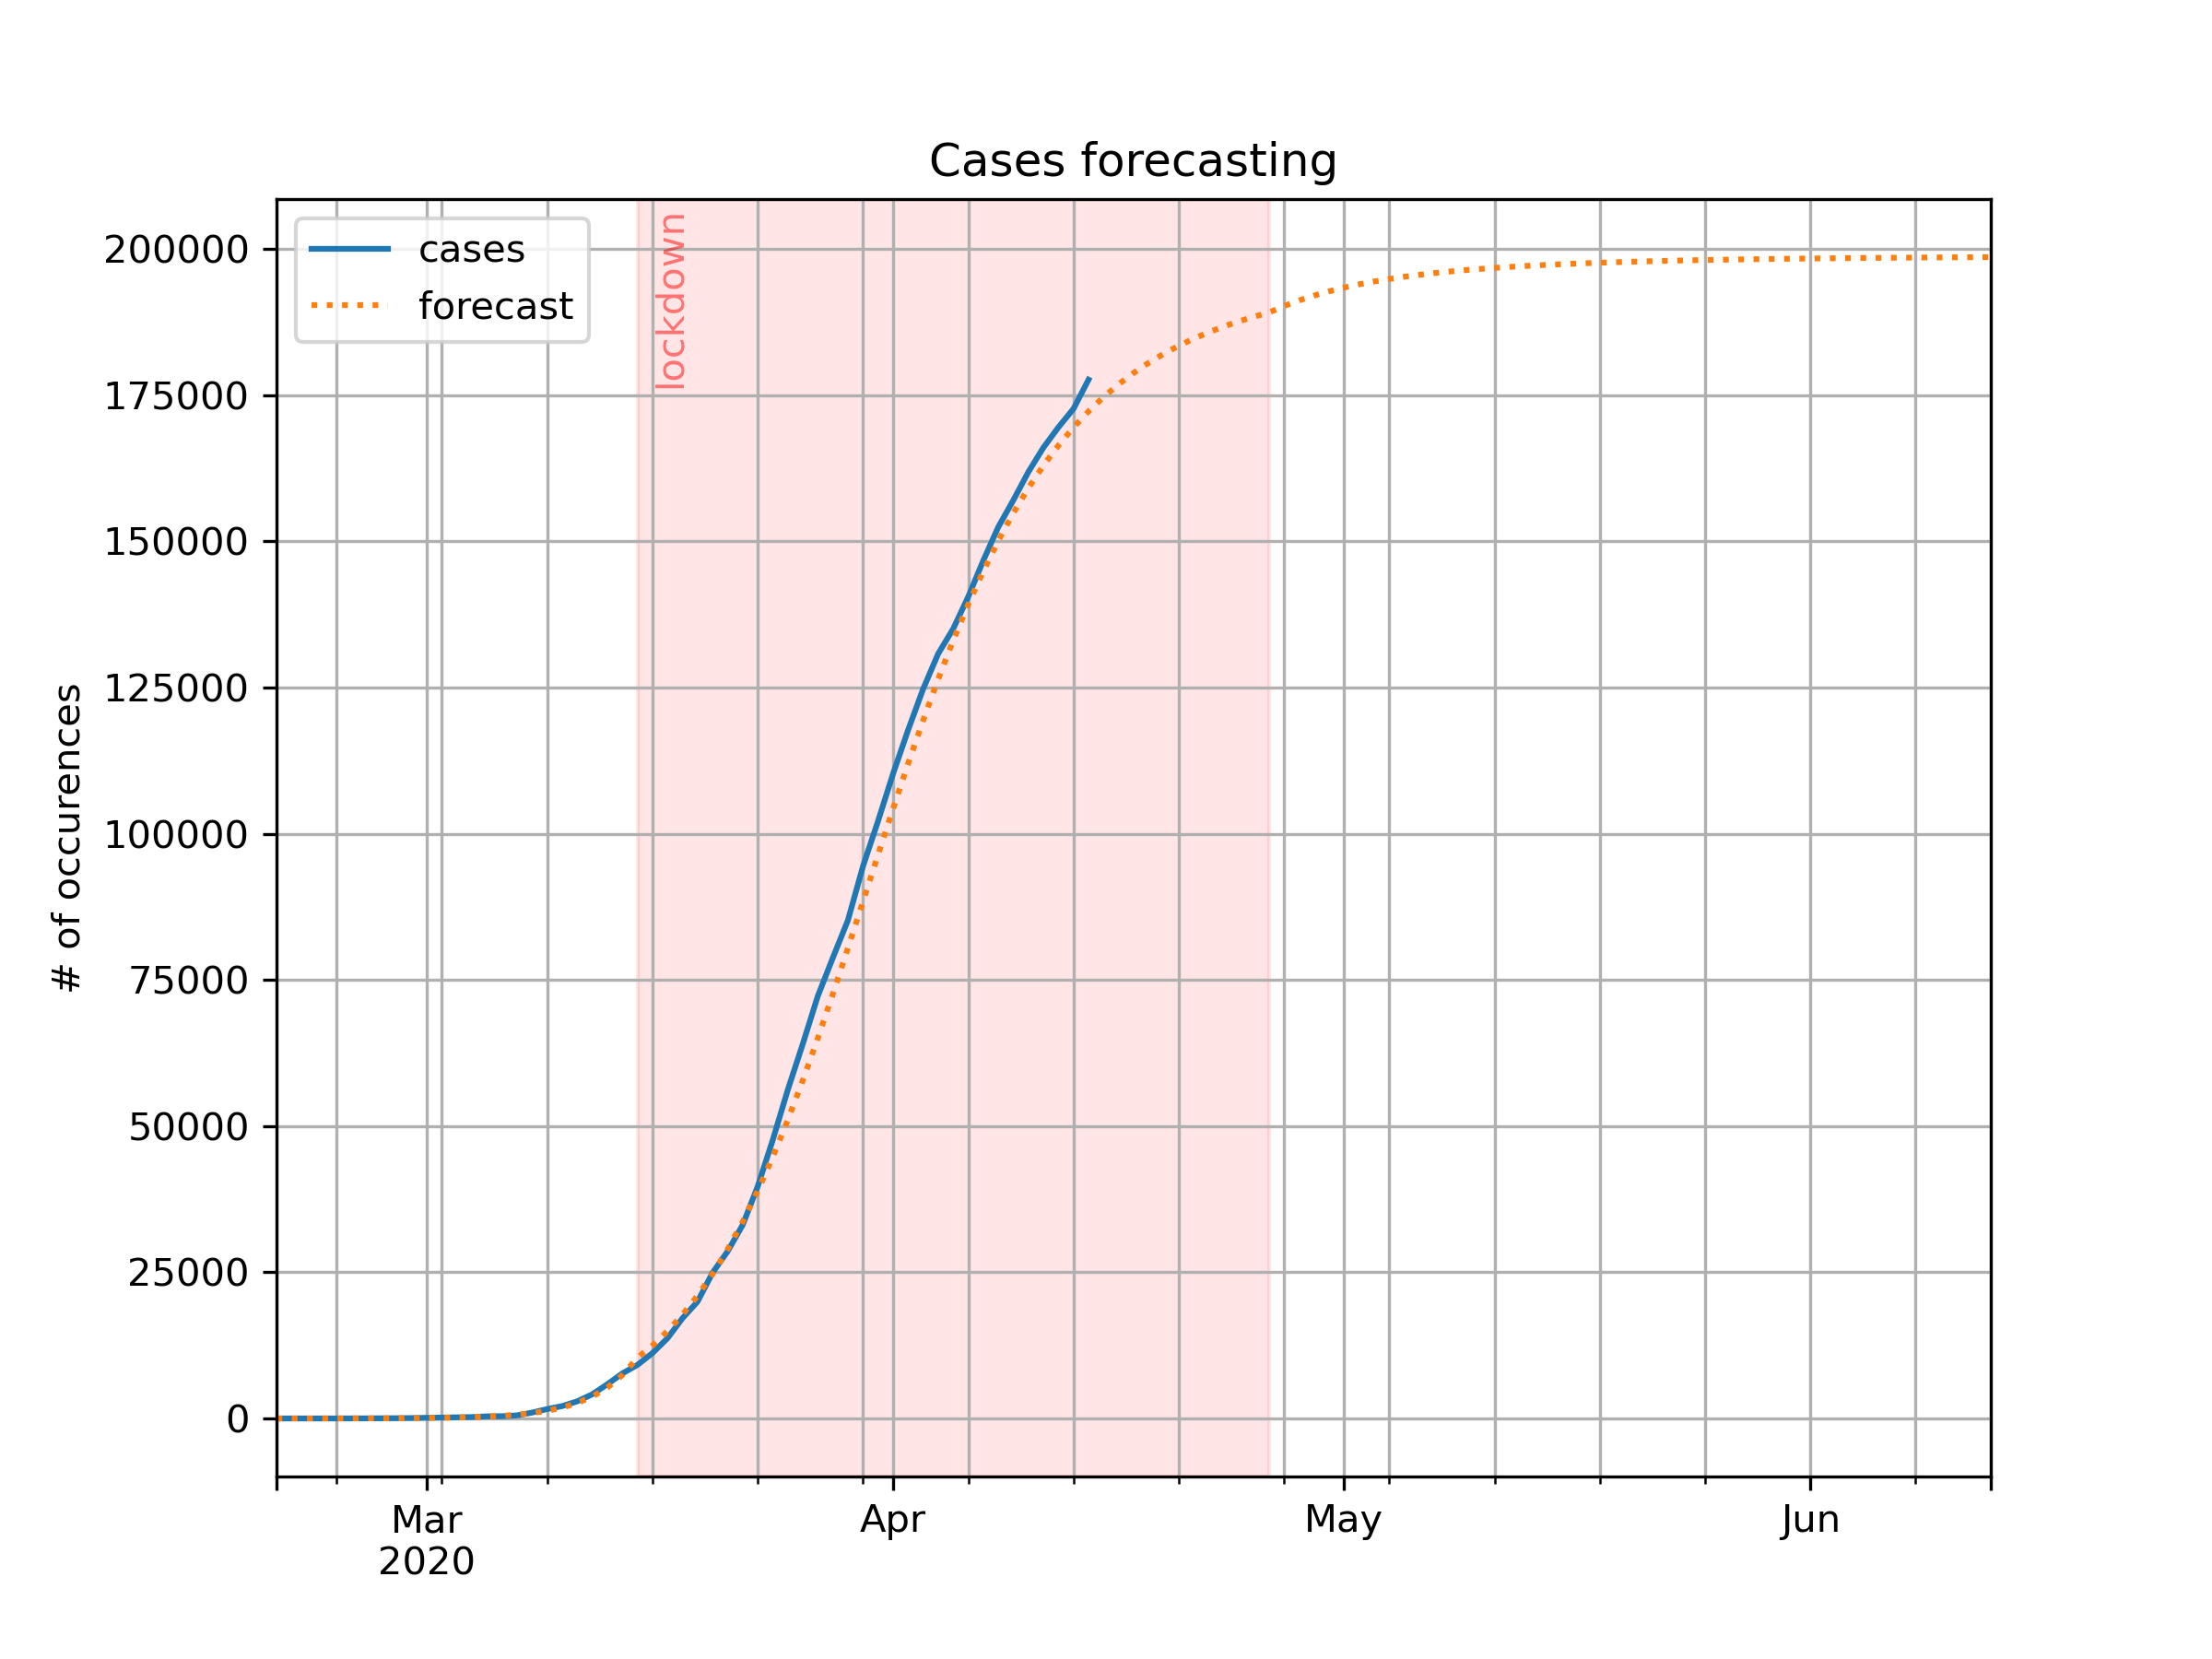 Cases forecasting
cases
forecast
lockdown
200000
175000
150000
125000
100000
75000
50000
25000
0
# of occurences
Mar
2020
Apr
May
Jun